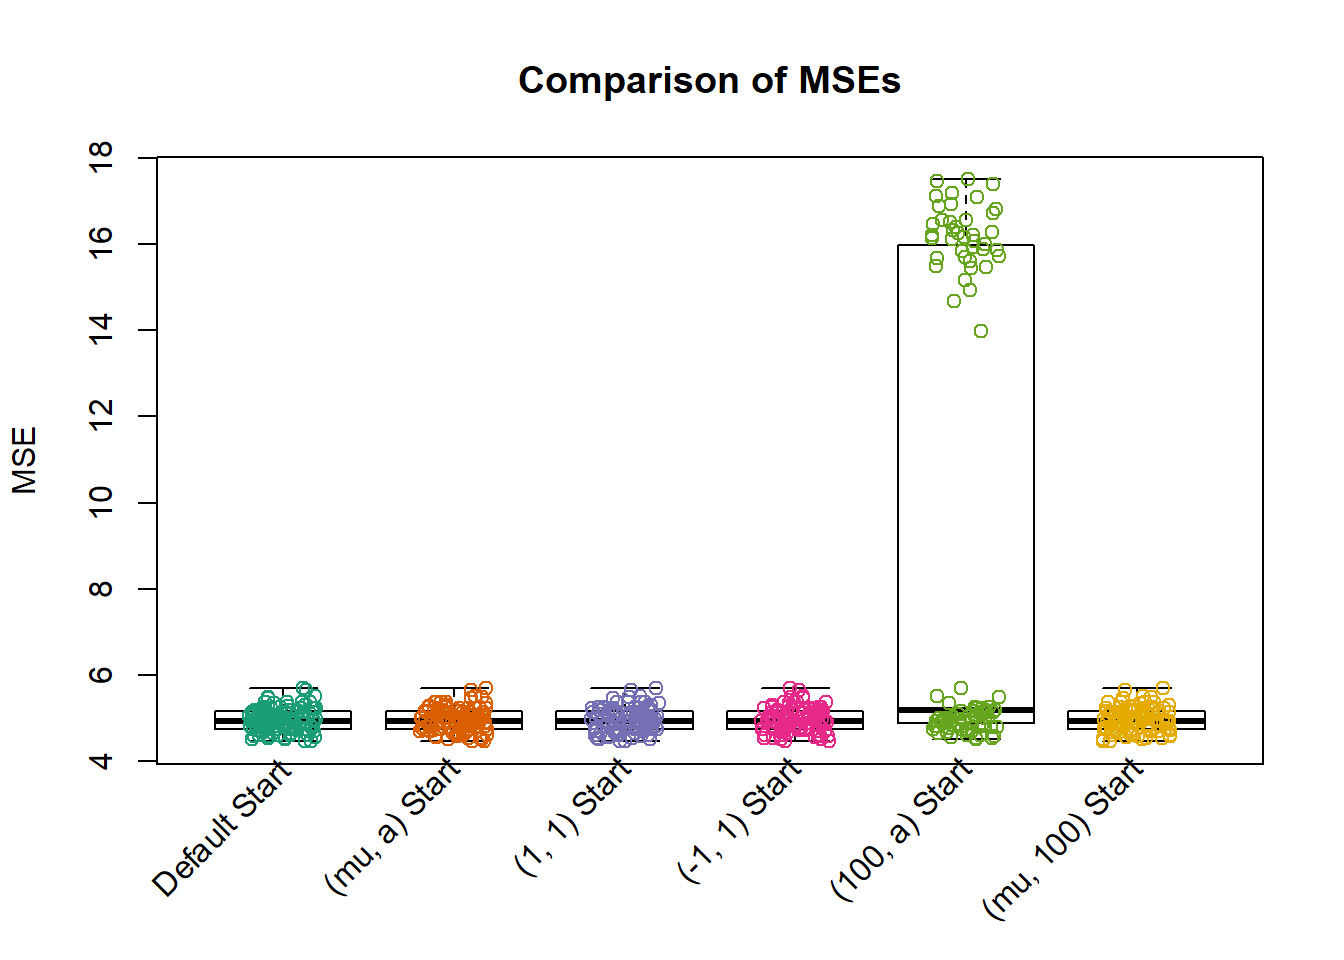 Comparison of MSEs
MSE
18
16
14
12
10
8
6
4
Default Start
(mu, a) Start
(1, 1) Start
(-1, 1) Start
(100, a) Start
(mu, 100) Start